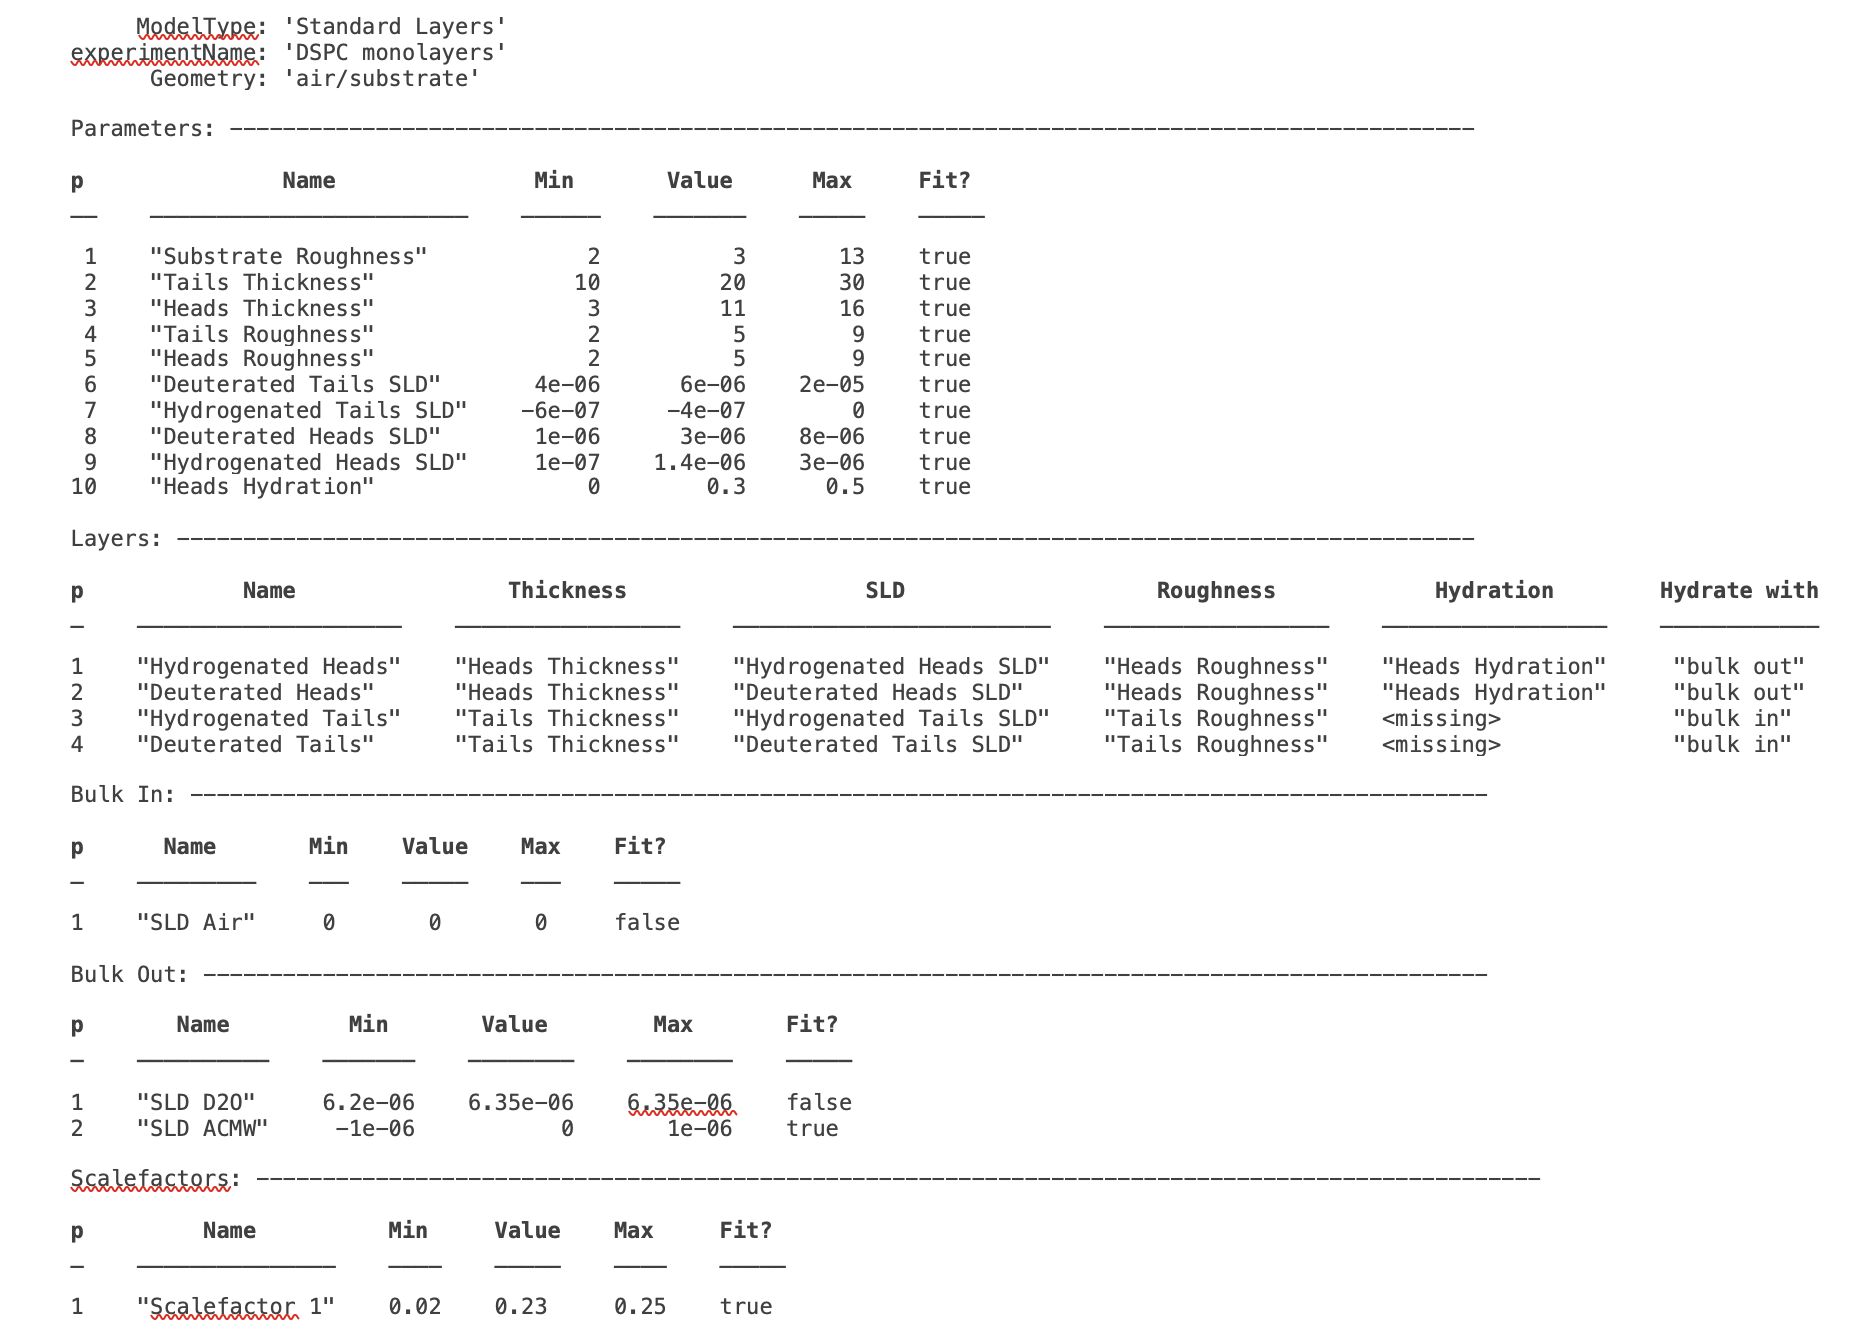 ModelType: 'Standard Layers'
experimentName: 'DSPC monolayers'
Geometry: 'air/substrate'
Parameters: ----------------------------------------------------------------------------------------------
p Name Min Value Max Fit?
1 "Substrate Roughness" 2 3 13 true
2 "Tails Thickness" 10 20 30 true
3 "Heads Thickness" 3 11 16 true
4 "Tails Roughness" 2 5 9 true
5 "Heads Roughness" 2 5 9 true
6 "Deuterated Tails SLD" 4e-06 6e-06 2e-05 true
7 "Hydrogenated Tails SLD" -6e-07 -4e-07 0 true
8 "Deuterated Heads SLD" 1e-06 3e-06 8e-06 true
9 "Hydrogenated Heads SLD" 1e-07 1.4e-06 3e-06 true
10 "Heads Hydration" 0 0.3 0.5 true
Layers: --------------------------------------------------------------------------------------------------
p Name Thickness SLD Roughness Hydration Hydrate with
1 "Hydrogenated Heads" "Heads Thickness" "Hydrogenated Heads SLD" "Heads Roughness" "Heads Hydration" "bulk out"
2 "Deuterated Heads" "Heads Thickness" "Deuterated Heads SLD" "Heads Roughness" "Heads Hydration" "bulk out"
3 "Hydrogenated Tails" "Tails Thickness" "Hydrogenated Tails SLD" "Tails Roughness" <missing> "bulk in"
4 "Deuterated Tails" "Tails Thickness" "Deuterated Tails SLD" "Tails Roughness" <missing> "bulk in"
Bulk In: --------------------------------------------------------------------------------------------------
p Name Min Value Max Fit?
1 "SLD Air" 0 0 0 false
Bulk Out: -------------------------------------------------------------------------------------------------
p Name Min Value Max Fit?
1 "SLD D2O" 6.2e-06 6.35e-06 6.35e-06 false
2 "SLD ACMW" -1e-06 0 1e-06 true
Scalefactors: -------------------------------------------------------------------------------------------------
p Name Min Value Max Fit?
1 "Scalefactor 1" 0.02 0.23 0.25 true